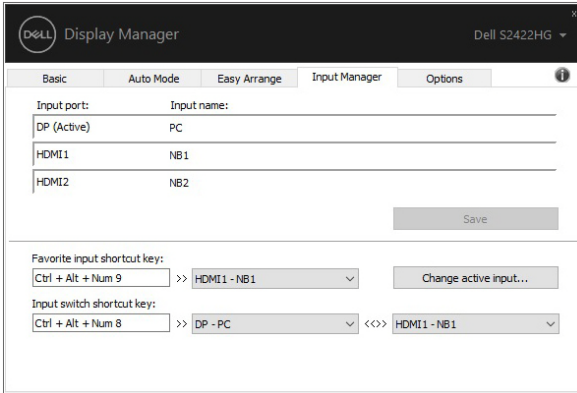 x
DELL Display Manager Dell S2422HG
Basic Auto Mode Easy Arrange Input Manager Options i
Input port: Input name:
DP (Active) PC
HDMI1 NB1
HDMI2 NB2
Save
Favorite input shortcut key:
Ctrl + Alt + Num 9 >> HDMI1 - NB1 Change active input...
Input switch shortcut key:
Ctrl + Alt + Num 8 >> DP - PC <<>> HDMI1 - NB1